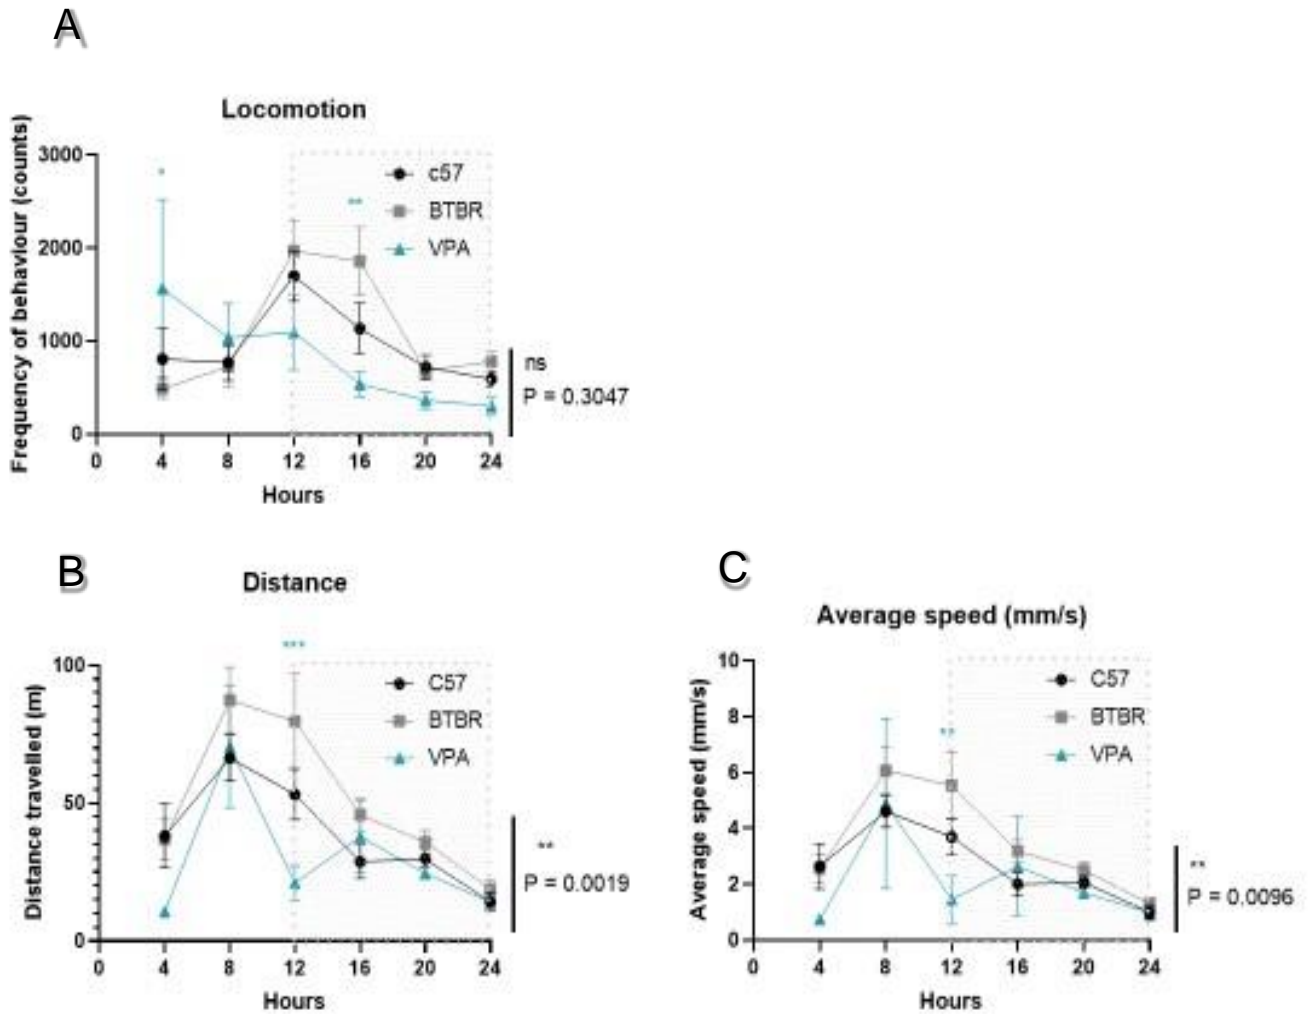 A
Locomotion
Frequency of behaviour (counts)
3000
2000
1000
0
0 4 8 12 16 20 24
Hours
*
**
c57
BTBR
VPA
ns
P = 0.3047
B
Distance
Distance travelled (m)
100
50
0
0 4 8 12 16 20 24
Hours
***
C57
BTBR
VPA
**
P = 0.0019
C
Average speed (mm/s)
Average speed (mm/s)
10
8
6
4
2
0
0 4 8 12 16 20 24
Hours
**
C57
BTBR
VPA
**
P = 0.0096